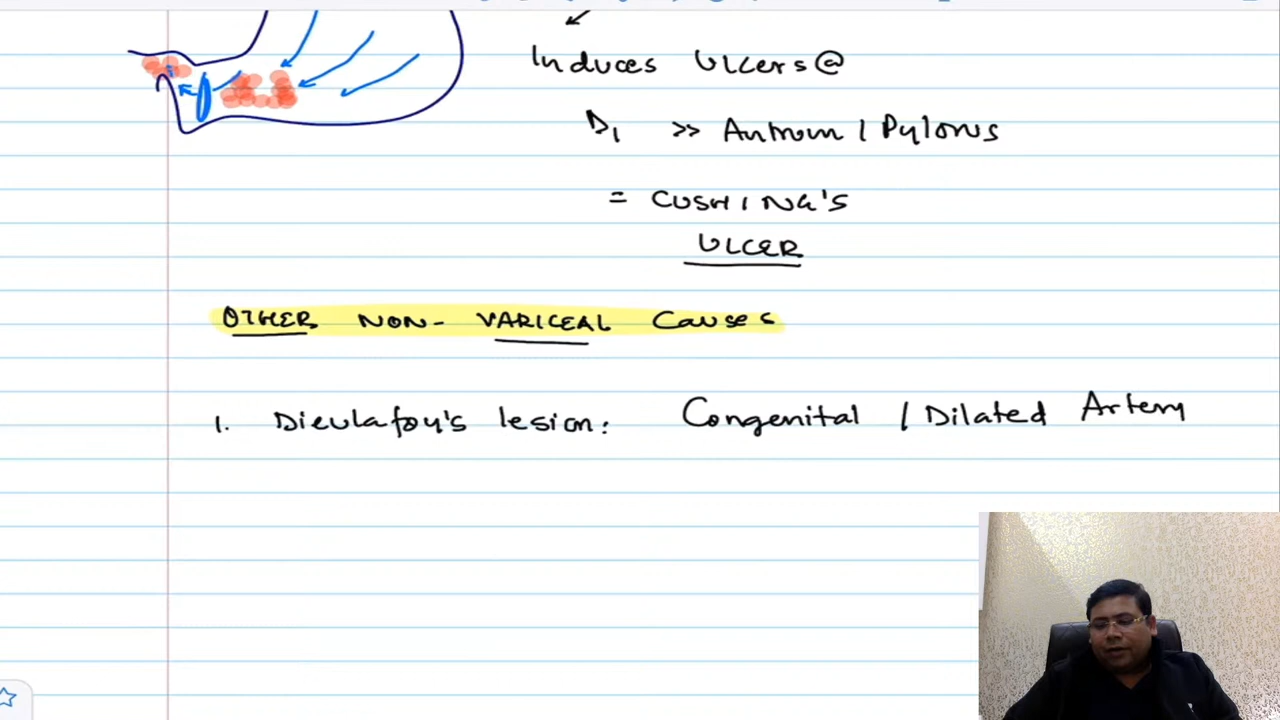 Induces Ulcers@
D1 >> Antrum / Pylorus
= CUSHING'S
ULCER
OTHER NON-VARICEAL CAUSES
1. Dieulafoy's lesion: Congenital / Dilated Artery